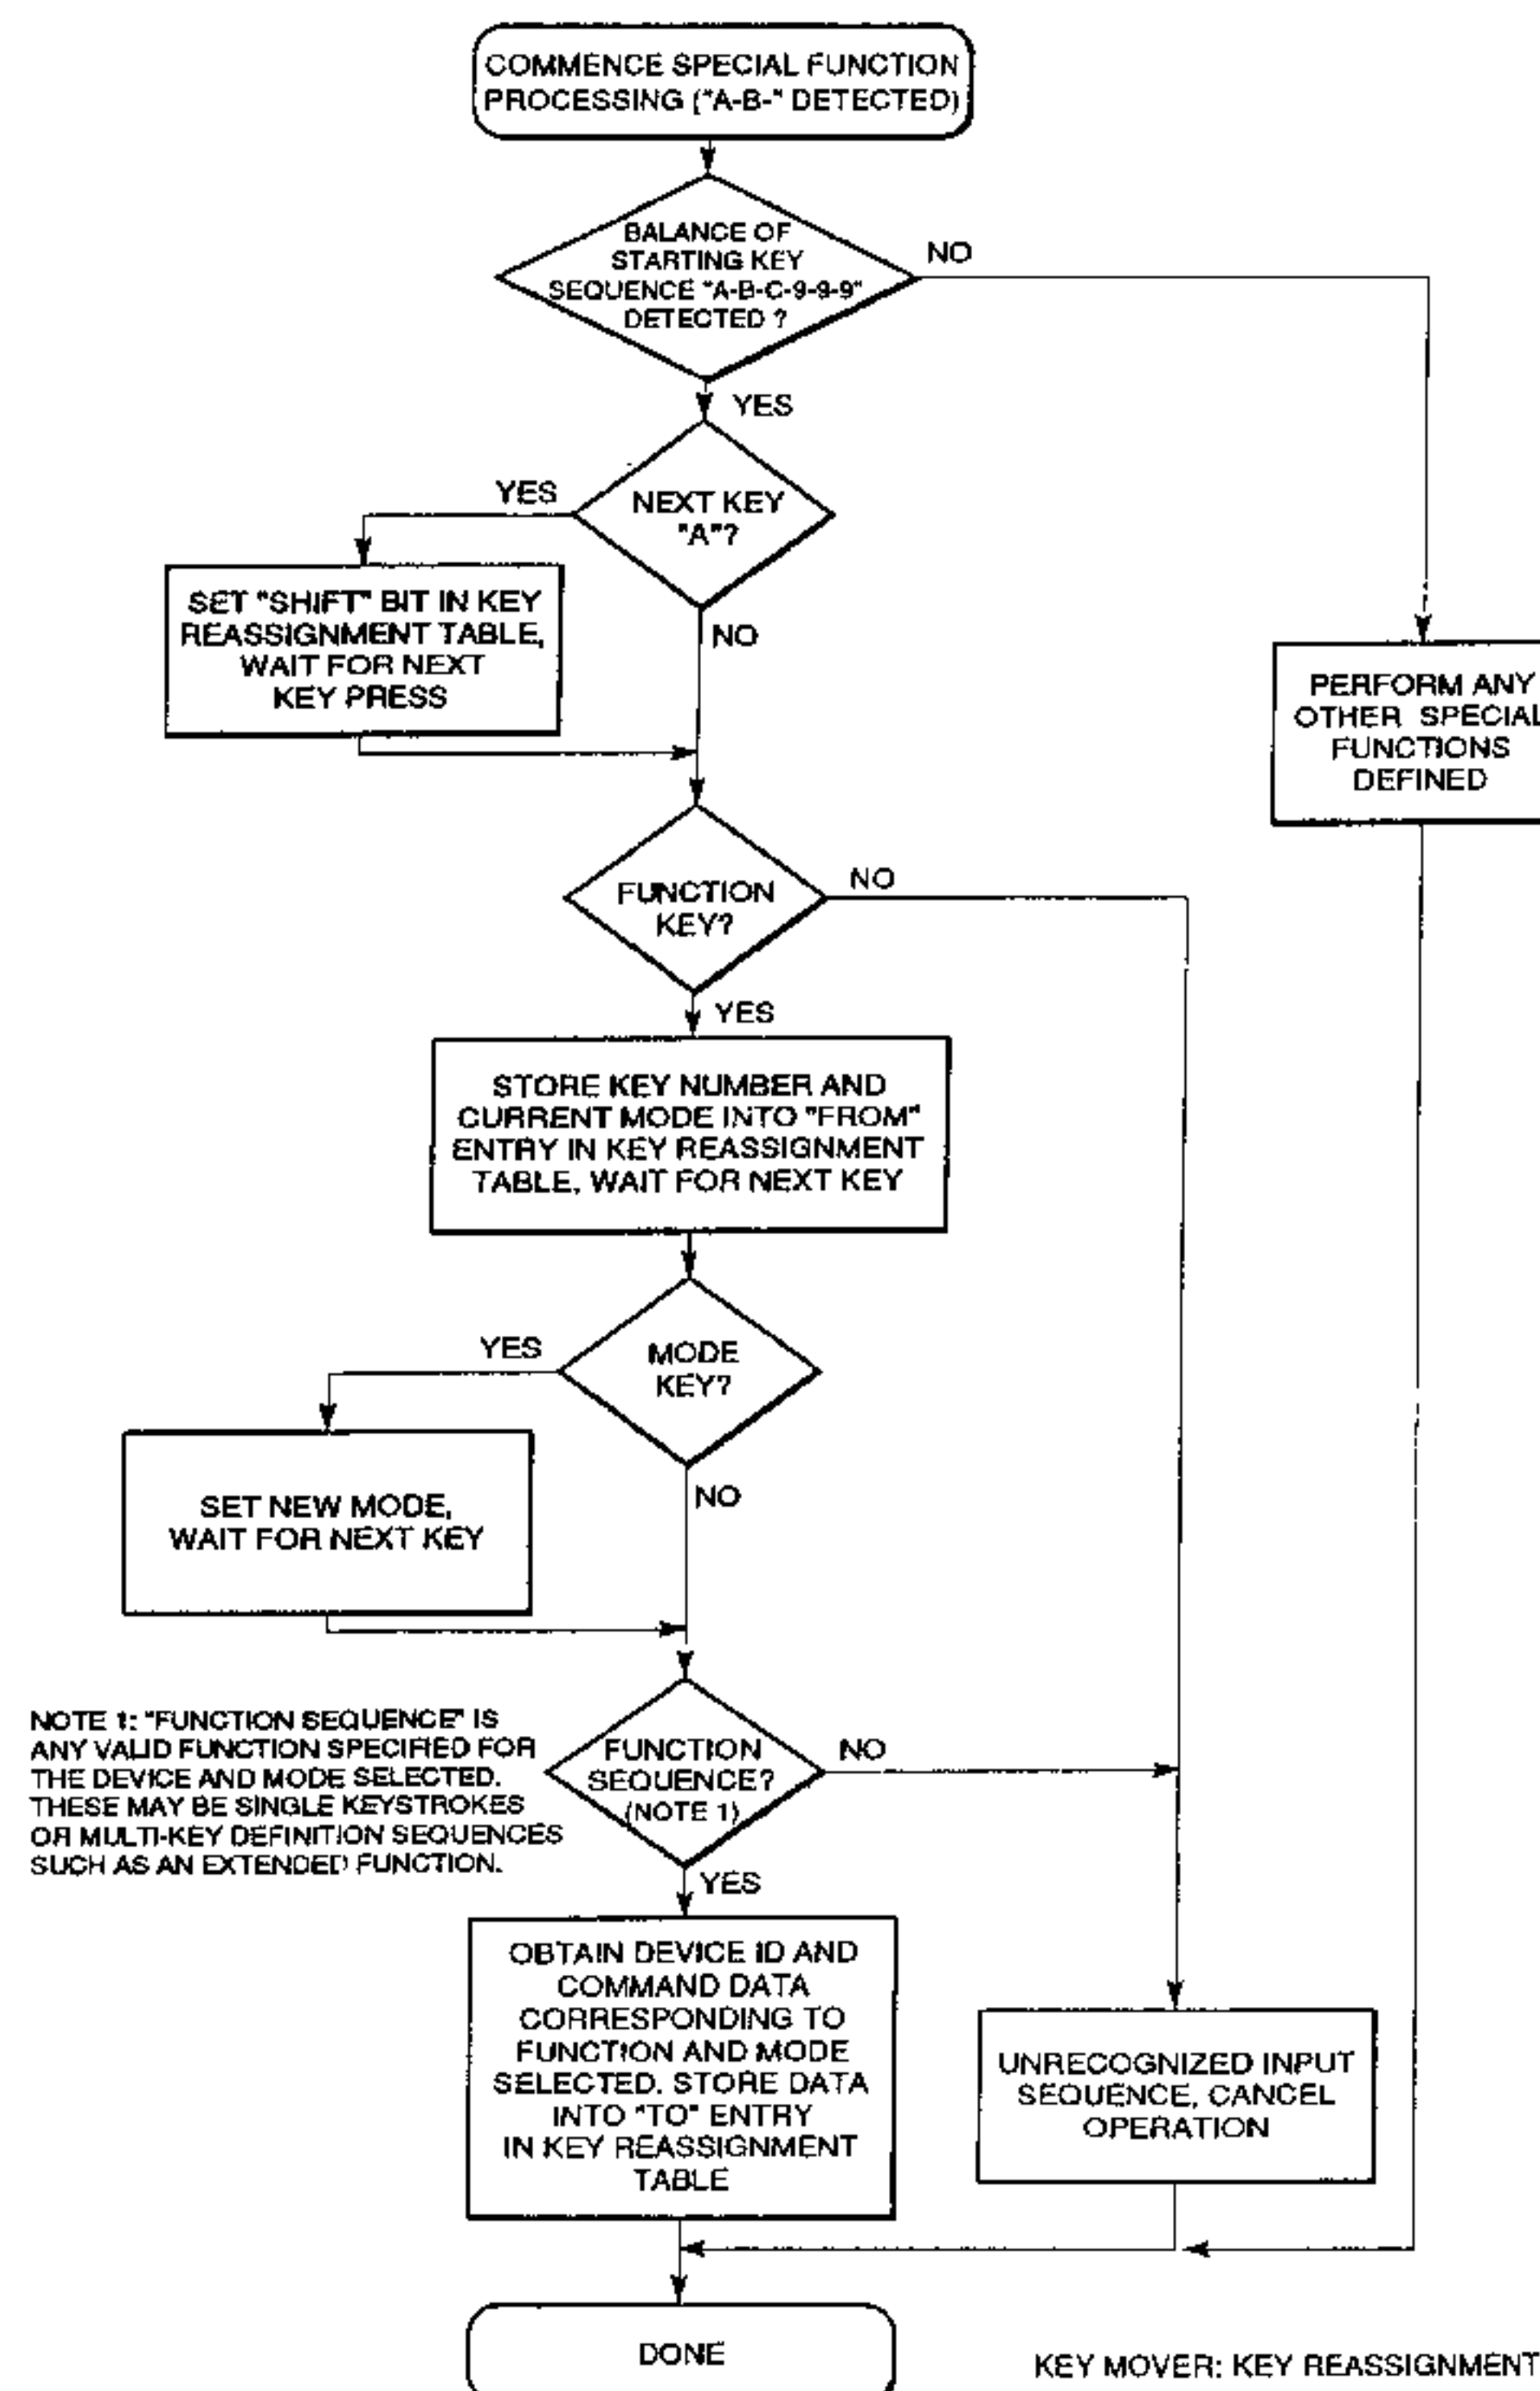 COMMENCE SPECIAL FUNCTION
PROCESSING ("A-B-" DETECTED)
BALANCE OF
STARTING KEY
SEQUENCE "A-B-C-9-9-9"
DETECTED ?
NO
YES
NEXT KEY
"A"?
YES
NO
SET "SHIFT" BIT IN KEY
REASSIGNMENT TABLE,
WAIT FOR NEXT
KEY PRESS
PERFORM ANY
OTHER SPECIAL
FUNCTIONS
DEFINED
FUNCTION
KEY?
NO
YES
STORE KEY NUMBER AND
CURRENT MODE INTO "FROM"
ENTRY IN KEY REASSIGNMENT
TABLE, WAIT FOR NEXT KEY
YES
MODE
KEY?
NO
SET NEW MODE,
WAIT FOR NEXT KEY
NOTE 1: "FUNCTION SEQUENCE" IS
ANY VALID FUNCTION SPECIFIED FOR
THE DEVICE AND MODE SELECTED.
THESE MAY BE SINGLE KEYSTROKES
OR MULTI-KEY DEFINITION SEQUENCES
SUCH AS AN EXTENDED FUNCTION.
FUNCTION
SEQUENCE?
(NOTE 1)
NO
YES
OBTAIN DEVICE ID AND
COMMAND DATA
CORRESPONDING TO
FUNCTION AND MODE
SELECTED. STORE DATA
INTO "TO" ENTRY
IN KEY REASSIGNMENT
TABLE
UNRECOGNIZED INPUT
SEQUENCE, CANCEL
OPERATION
DONE
KEY MOVER: KEY REASSIGNMENT